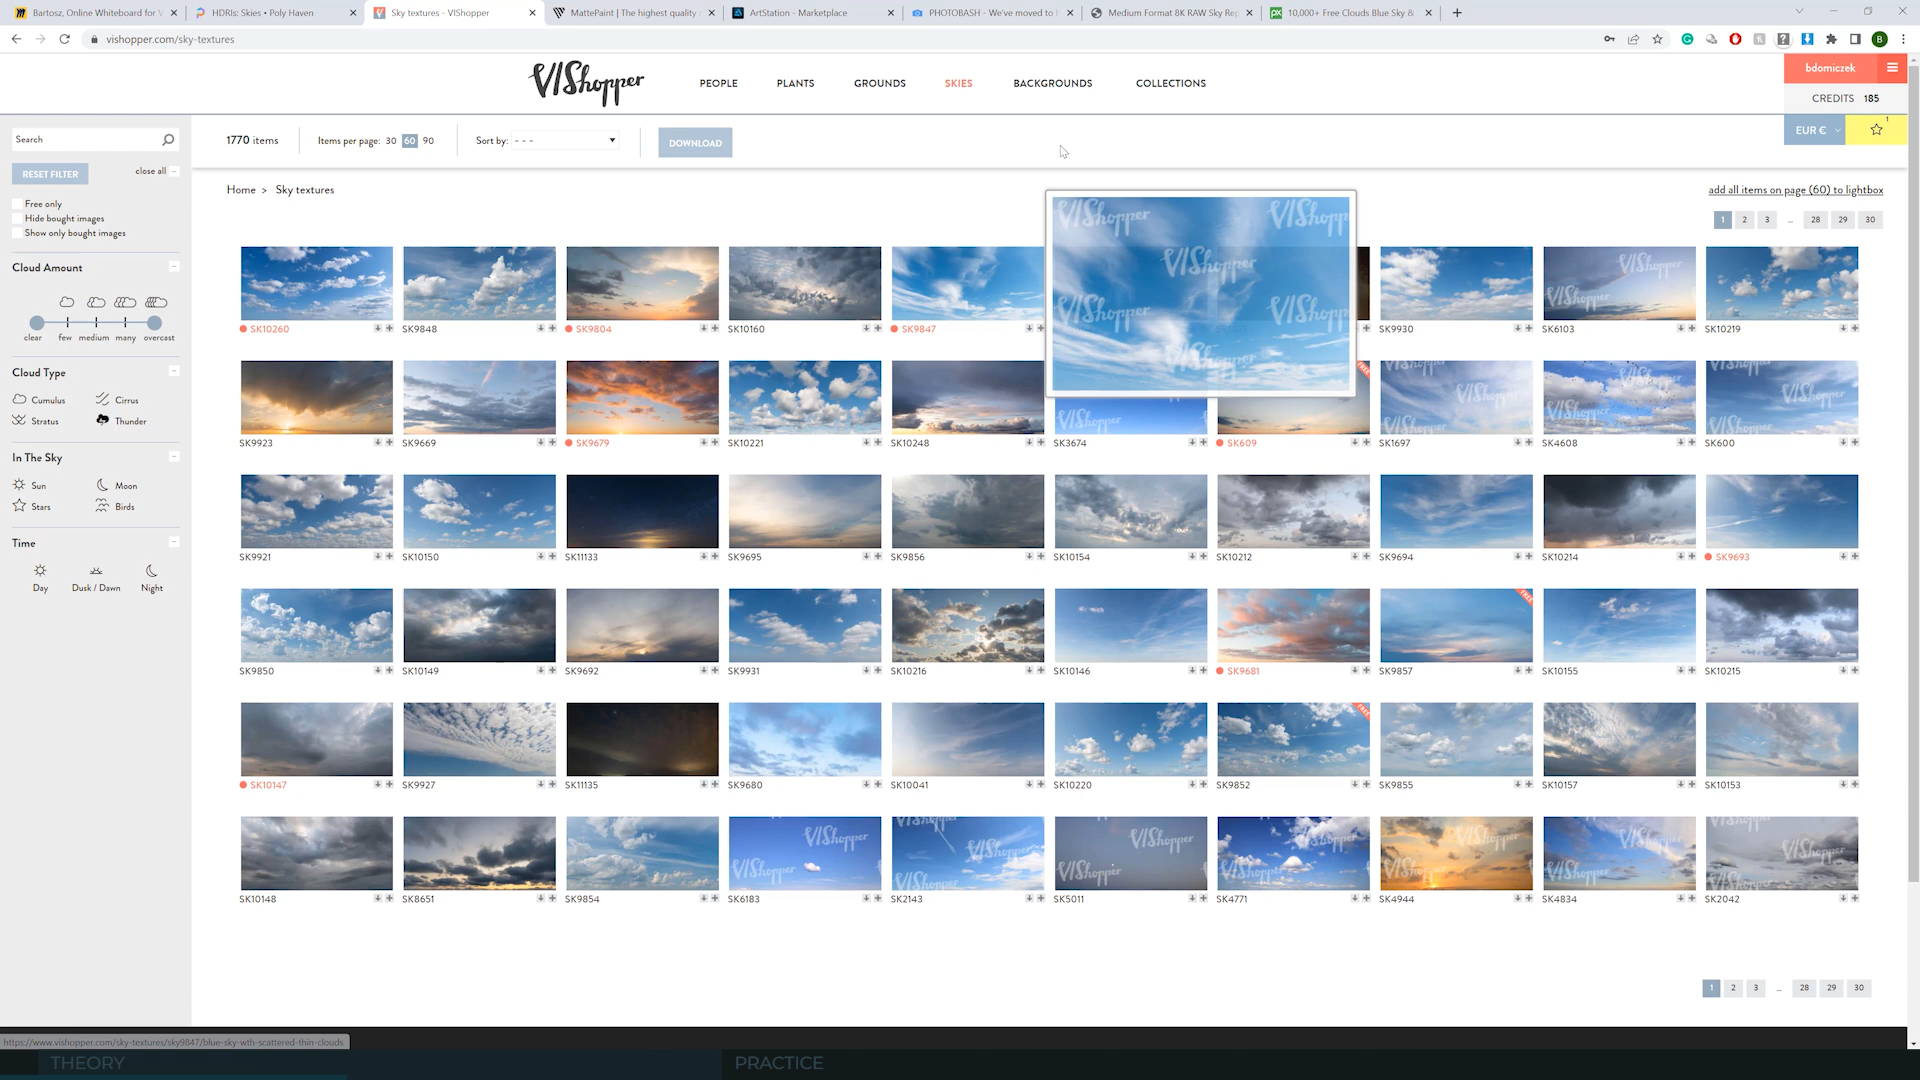 Bartosz, Online Whiteboard for V
HDRIs: Skies • Poly Haven
Sky textures - VIShopper
MattePaint | The highest quality
ArtStation - Marketplace
PHOTOBASH - We've moved to
Medium Format 8K RAW Sky Rep
10,000+ Free Clouds Blue Sky &
vishopper.com/sky-textures
B
VIShopper
PEOPLE
PLANTS
GROUNDS
SKIES
BACKGROUNDS
COLLECTIONS
bdomiczek
CREDITS 185
EUR €
1
Search
1770 items
Items per page: 30 60 90
Sort by: - - -
DOWNLOAD
RESET FILTER
close all
Home > Sky textures
add all items on page (60) to lightbox
1 2 3 ... 28 29 30
Free only
Hide bought images
Show only bought images
Cloud Amount
clear few medium many overcast
Cloud Type
Cumulus Cirrus
Stratus Thunder
In The Sky
Sun Moon
Stars Birds
Time
Day Dusk / Dawn Night
SK10260 SK9848 SK9804 SK10160 SK9847 SK9930 SK6103 SK10219
SK9923 SK9669 SK9679 SK10221 SK10248 SK3674 SK609 SK1697 SK4608 SK600
SK9921 SK10150 SK11133 SK9695 SK9856 SK10154 SK10212 SK9694 SK10214 SK9693
SK9850 SK10149 SK9692 SK9931 SK10216 SK10146 SK9681 SK9857 SK10155 SK10215
SK10147 SK9927 SK11135 SK9680 SK10041 SK10220 SK9852 SK9855 SK10157 SK10153
SK10148 SK8651 SK9854 SK6183 SK2143 SK5011 SK4771 SK4944 SK4834 SK2042
1 2 3 ... 28 29 30
https://www.vishopper.com/sky-textures/sky9847/blue-sky-wth-scattered-thin-clouds
THEORY
PRACTICE